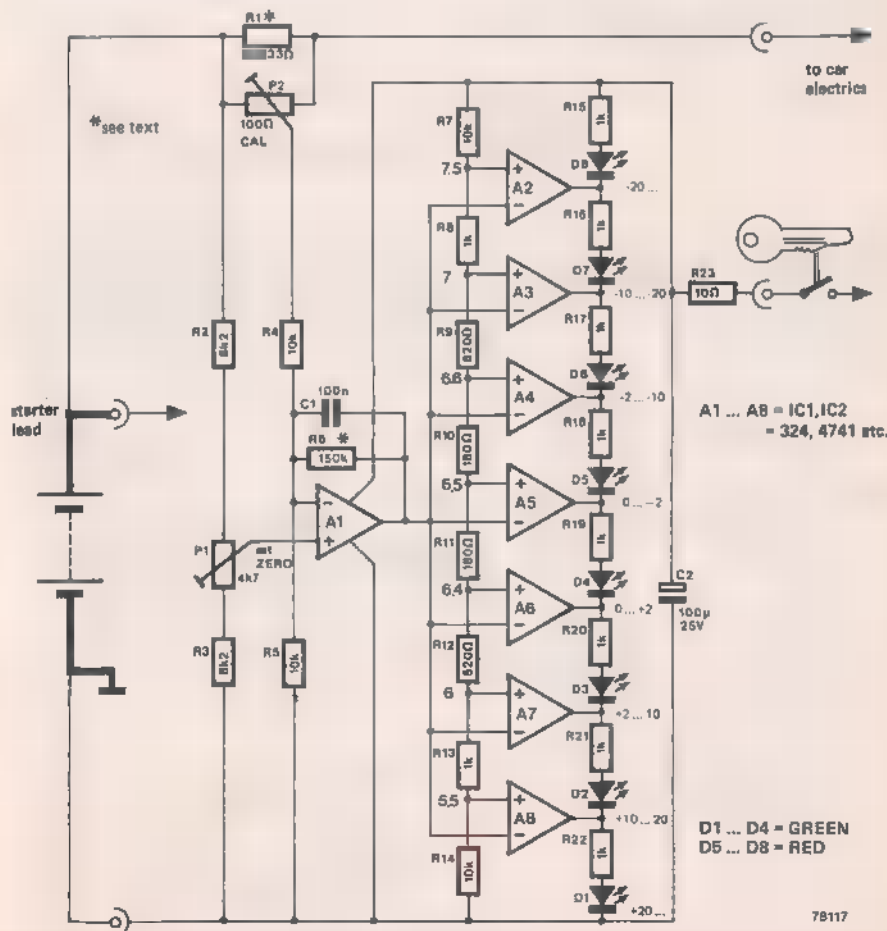 R1*
33Ω
P2
100Ω
CAL
*see text
to car
electrics
R7
10k
R15
1k
7,5
A2
D8
-20...
R8
1k
R16
1k
7
A3
D7
-10...-20
R23
10Ω
R2
R4
10k
R9
820Ω
R17
1k
6,6
A4
D6
-2...-10
starter
lead
C1
100n
R6 *
150k
R10
180Ω
R18
1k
A1 ... A8 = IC1, IC2
= 324, 4741 etc.
6,5
A5
D5
0...-2
A1
R11
180Ω
R19
1k
P1
4k7
ZERO
6,4
A6
D4
0...+2
C2
100µ
25V
R3
R5
10k
R12
820Ω
R20
1k
6
A7
D3
+2...10
R13
1k
R21
1k
5,5
A8
D2
+10...20
R14
10k
R22
1k
D1 ... D4 = GREEN
D5 ... D8 = RED
D1
+20...
78117